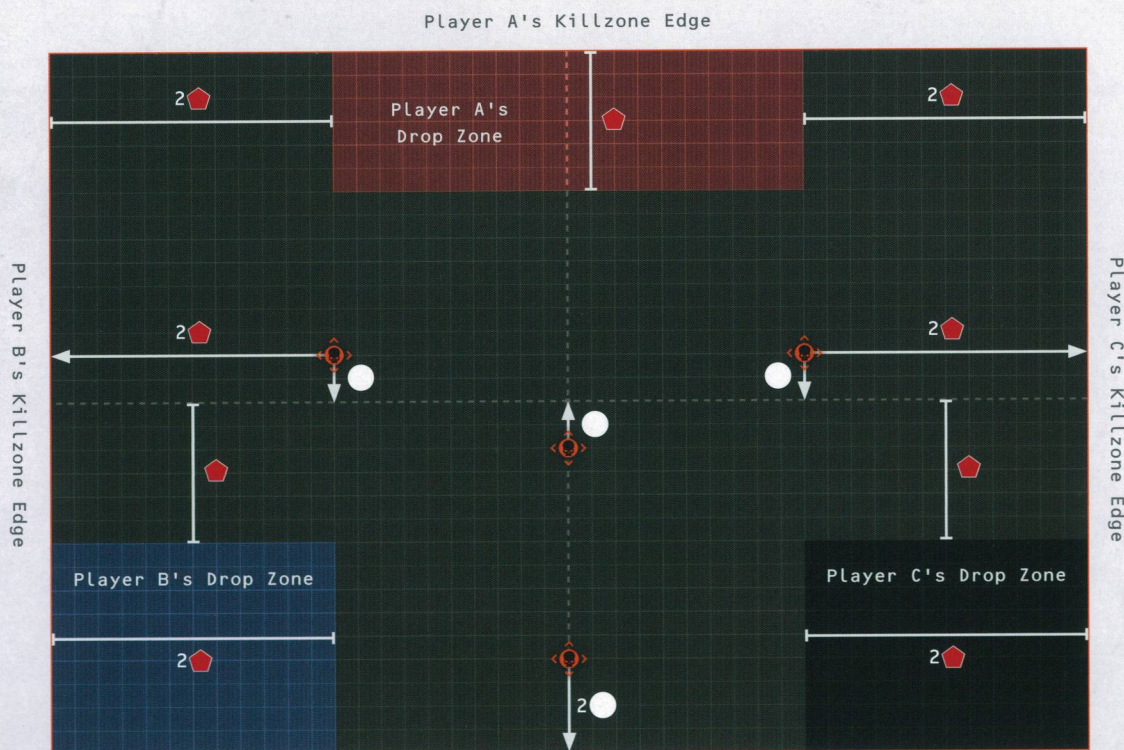 Player A's Killzone Edge
2
Player A's
Drop Zone
2
Player B's Killzone Edge
2
2
Player C's Killzone Edge
Player B's Drop Zone
2
Player C's Drop Zone
2
2